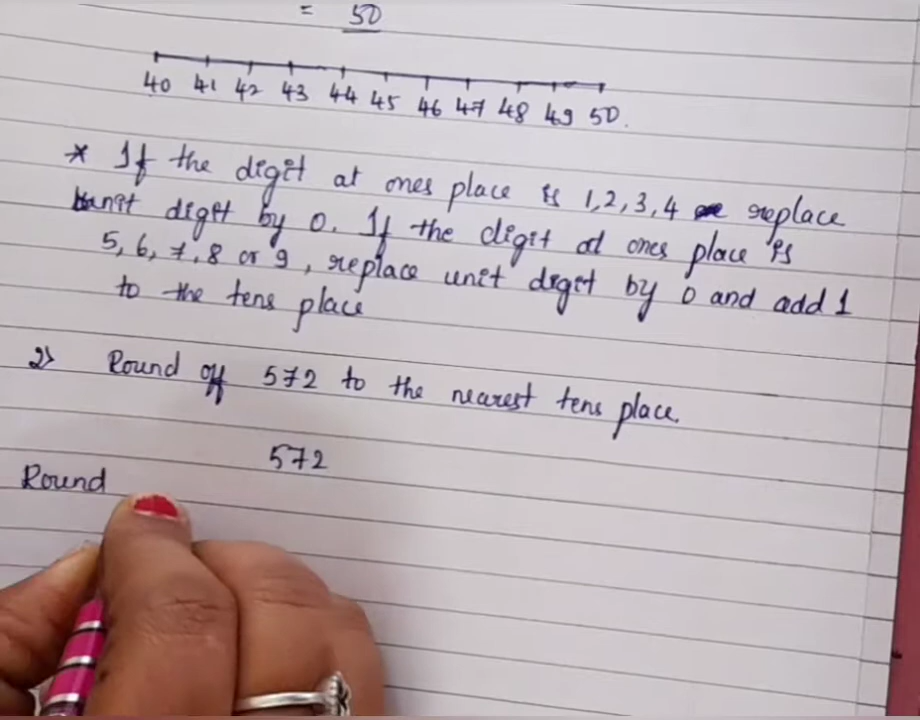 = 50
40 41 42 43 44 45 46 47 48 49 50.
* If the digit at ones place is 1,2,3,4 replace
unit digit by 0. If the digit at ones place is
5, 6, 7, 8 or 9, replace unit digit by 0 and add 1
to the tens place
2) Round off 572 to the nearest tens place.
572
Round